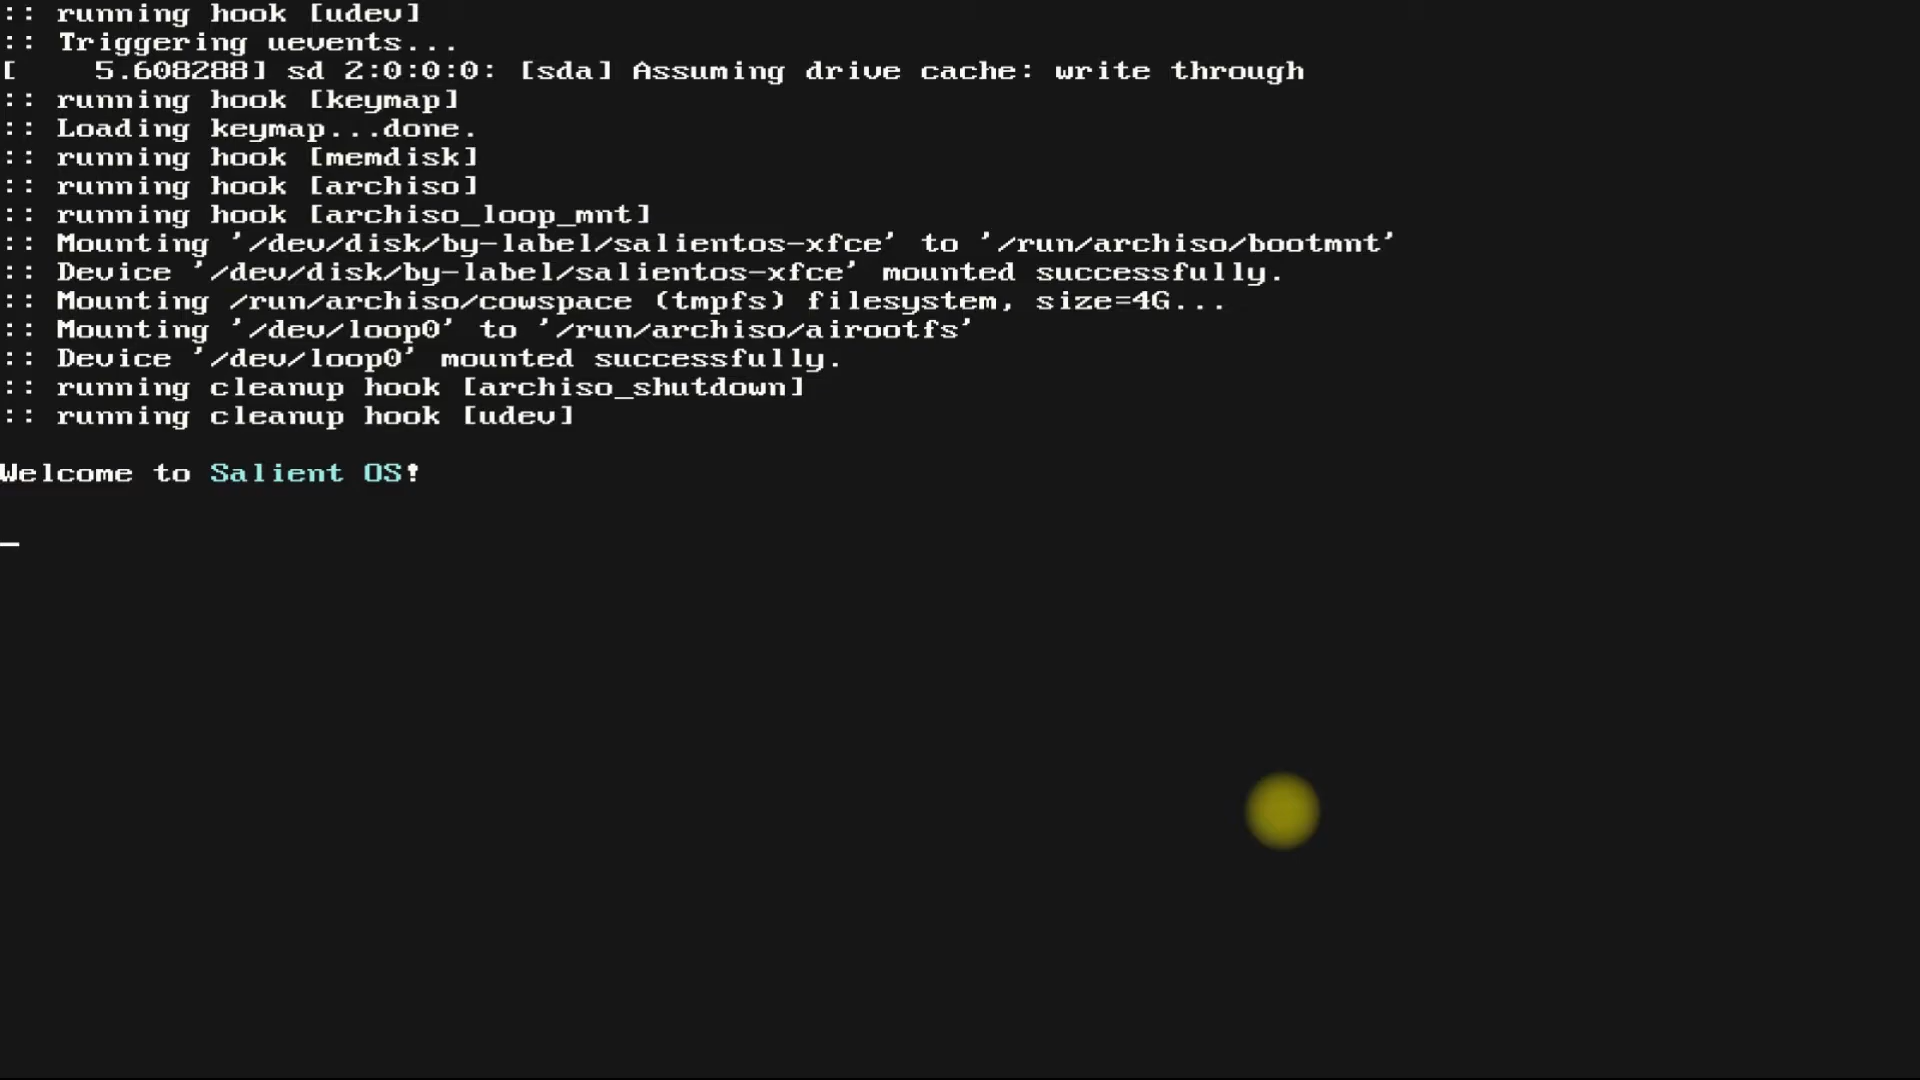 :: running hook [udev]
:: Triggering uevents...
[    5.608288] sd 2:0:0:0: [sda] Assuming drive cache: write through
:: running hook [keymap]
:: Loading keymap...done.
:: running hook [memdisk]
:: running hook [archiso]
:: running hook [archiso_loop_mnt]
:: Mounting '/dev/disk/by-label/salientos-xfce' to '/run/archiso/bootmnt'
:: Device '/dev/disk/by-label/salientos-xfce' mounted successfully.
:: Mounting /run/archiso/cowspace (tmpfs) filesystem, size=4G...
:: Mounting '/dev/loop0' to '/run/archiso/airootfs'
:: Device '/dev/loop0' mounted successfully.
:: running cleanup hook [archiso_shutdown]
:: running cleanup hook [udev]
Welcome to Salient OS!
_